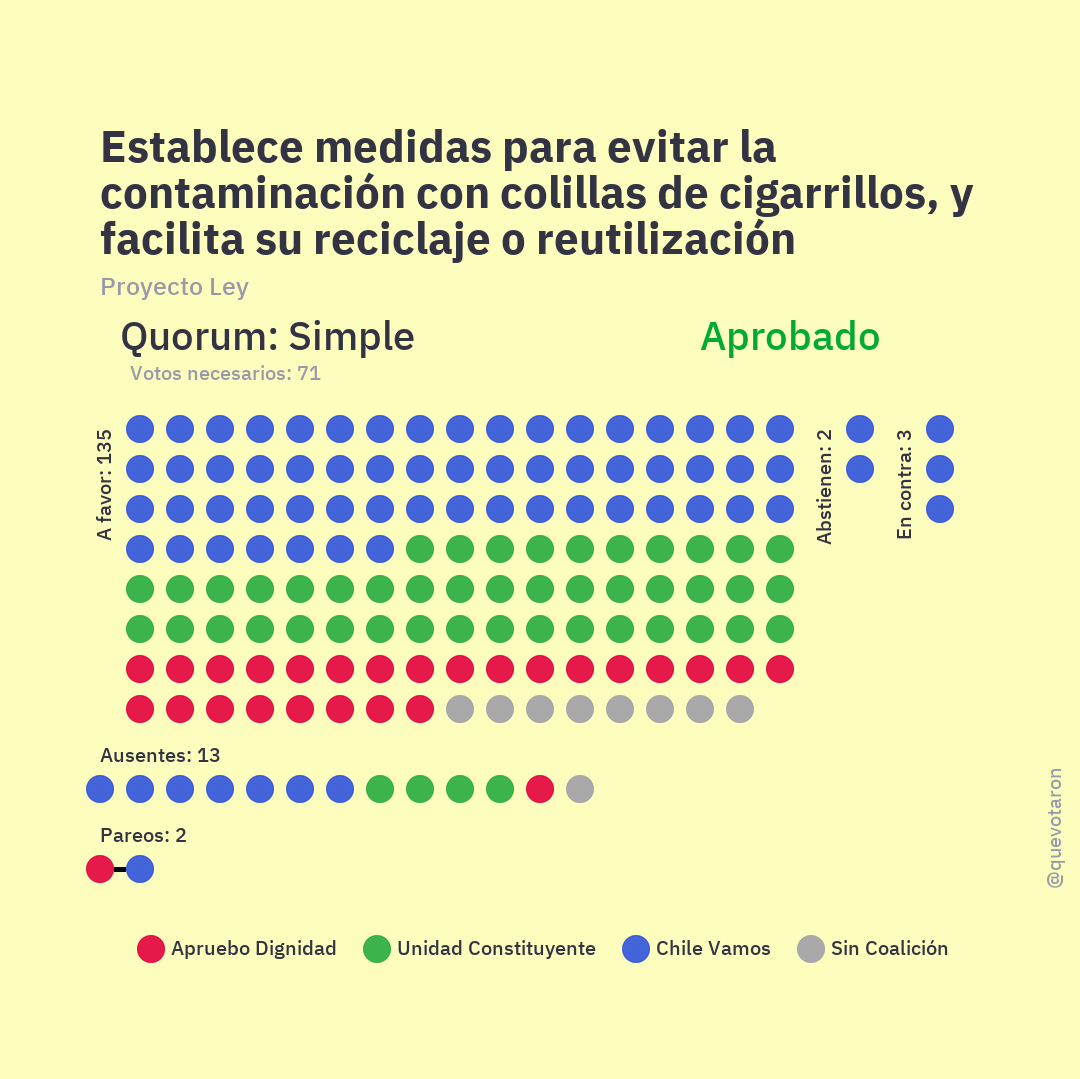 Establece medidas para evitar la
contaminación con colillas de cigarrillos, y
facilita su reciclaje o reutilización
Proyecto Ley
Quorum: Simple
Aprobado
Votos necesarios: 71
A favor: 135
Abstienen: 2
En contra: 3
Ausentes: 13
Pareos: 2
@quevotaron
Apruebo Dignidad
Unidad Constituyente
Chile Vamos
Sin Coalición